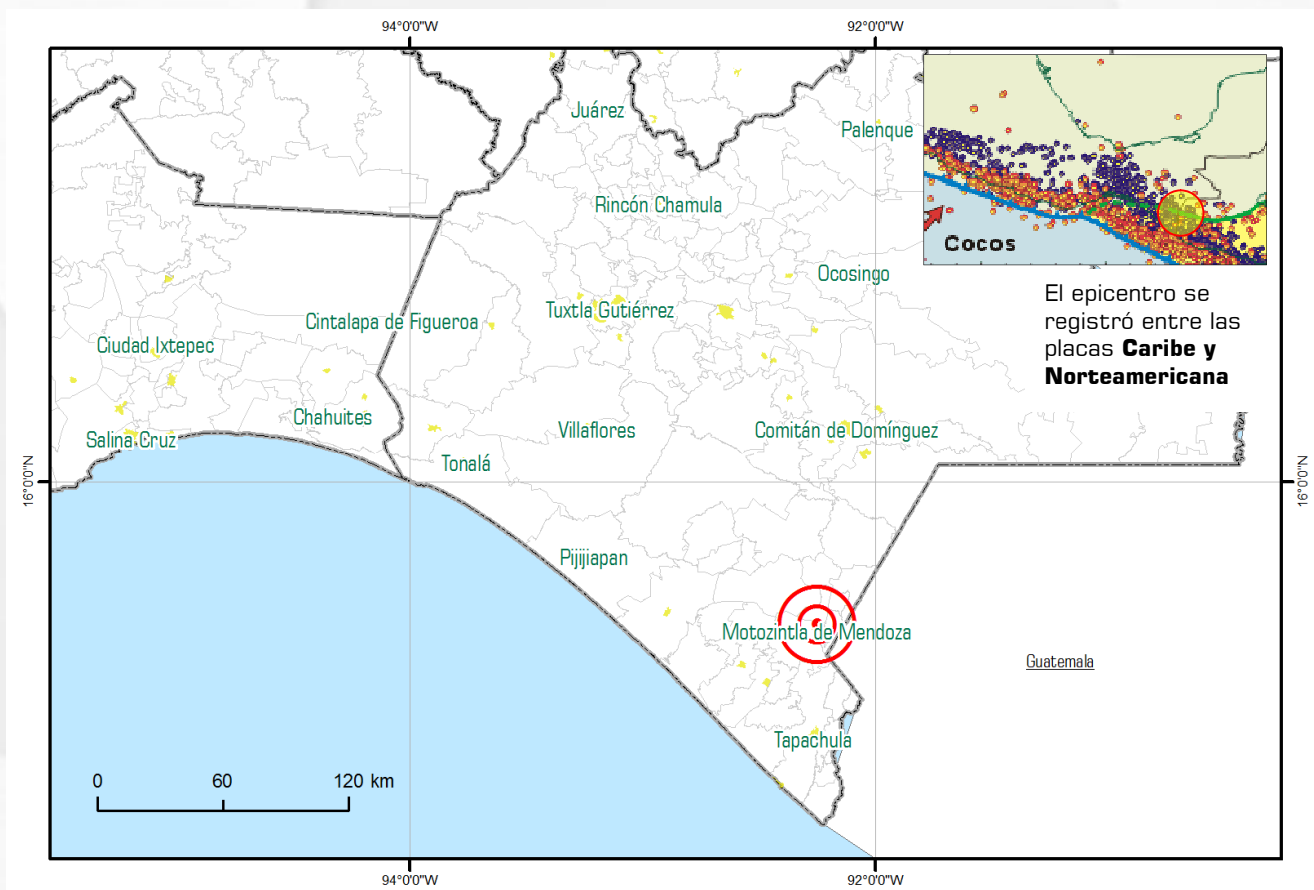 94°0'0"W
92°0'0"W
Juárez
Palenque
Rincón Chamula
Cocos
Ocosingo
El epicentro se
registró entre las
placas Caribe y
Norteamericana
Tuxtla Gutiérrez
Cintalapa de Figueroa
Ciudad Ixtepec
Chahuites
Villaflores
Comitán de Domínguez
Salina Cruz
Tonalá
16°0'0"N
16°0'0"N
Pijijiapan
Motozintla de Mendoza
Guatemala
Tapachula
0 60 120 km
94°0'0"W
92°0'0"W